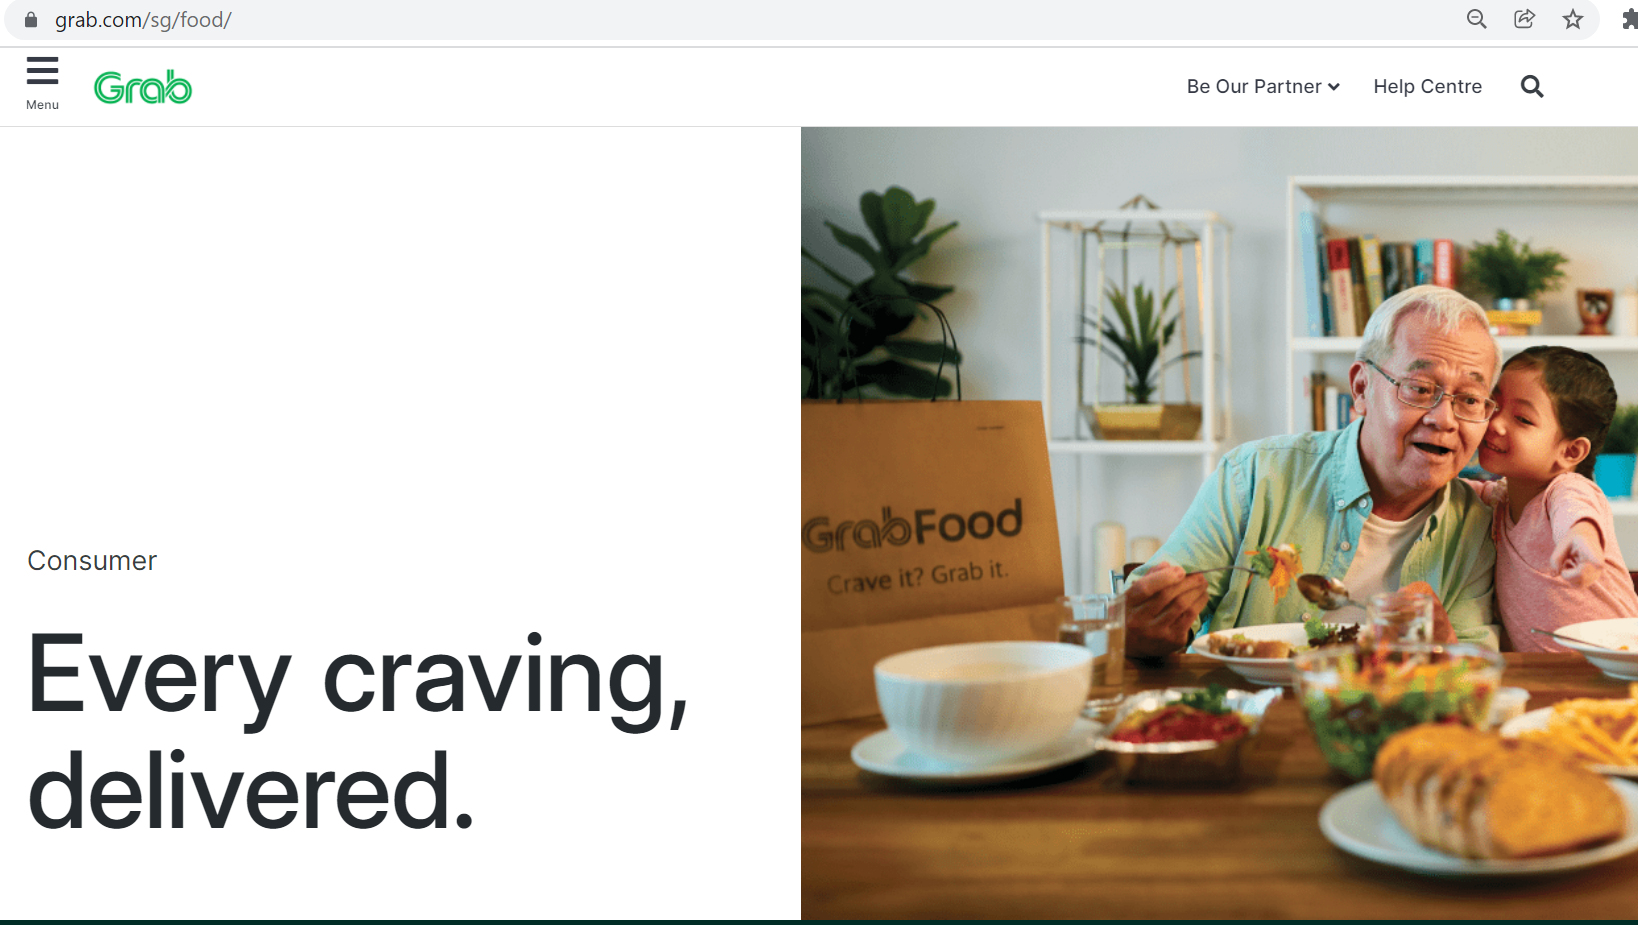 grab.com/sg/food/
Menu
Grab
Be Our Partner
Help Centre
Consumer
Every craving,
delivered.
GrabFood
Crave it? Grab it.